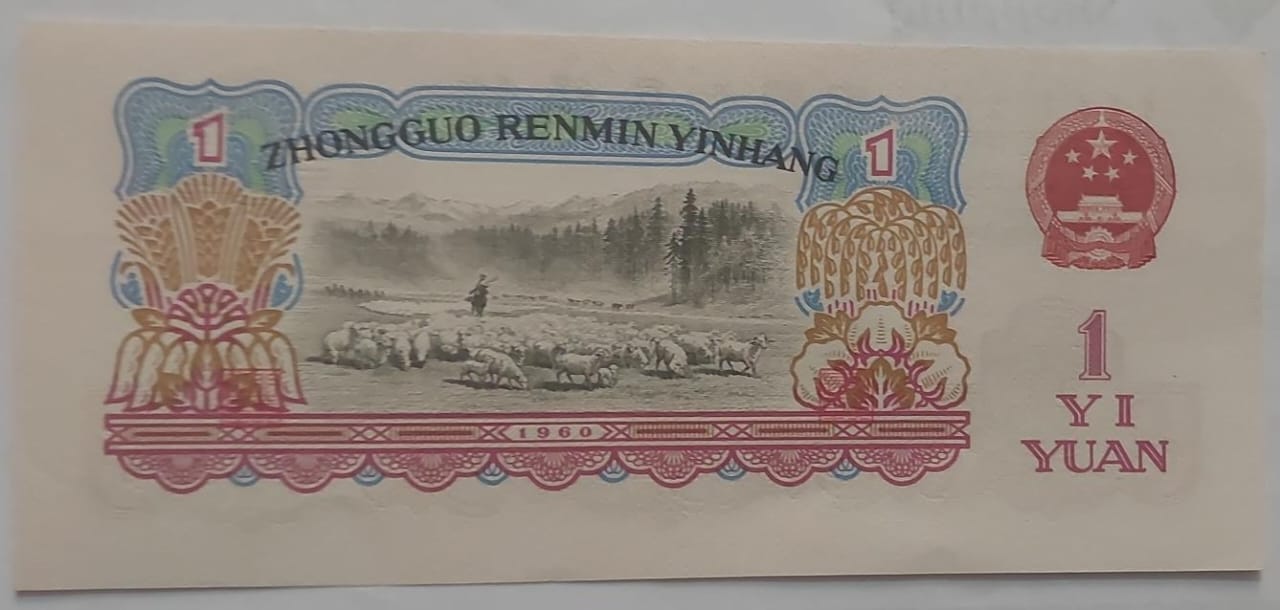 1 ZHONGGUO RENMIN YINHANG 1
1960
1
YI
YUAN